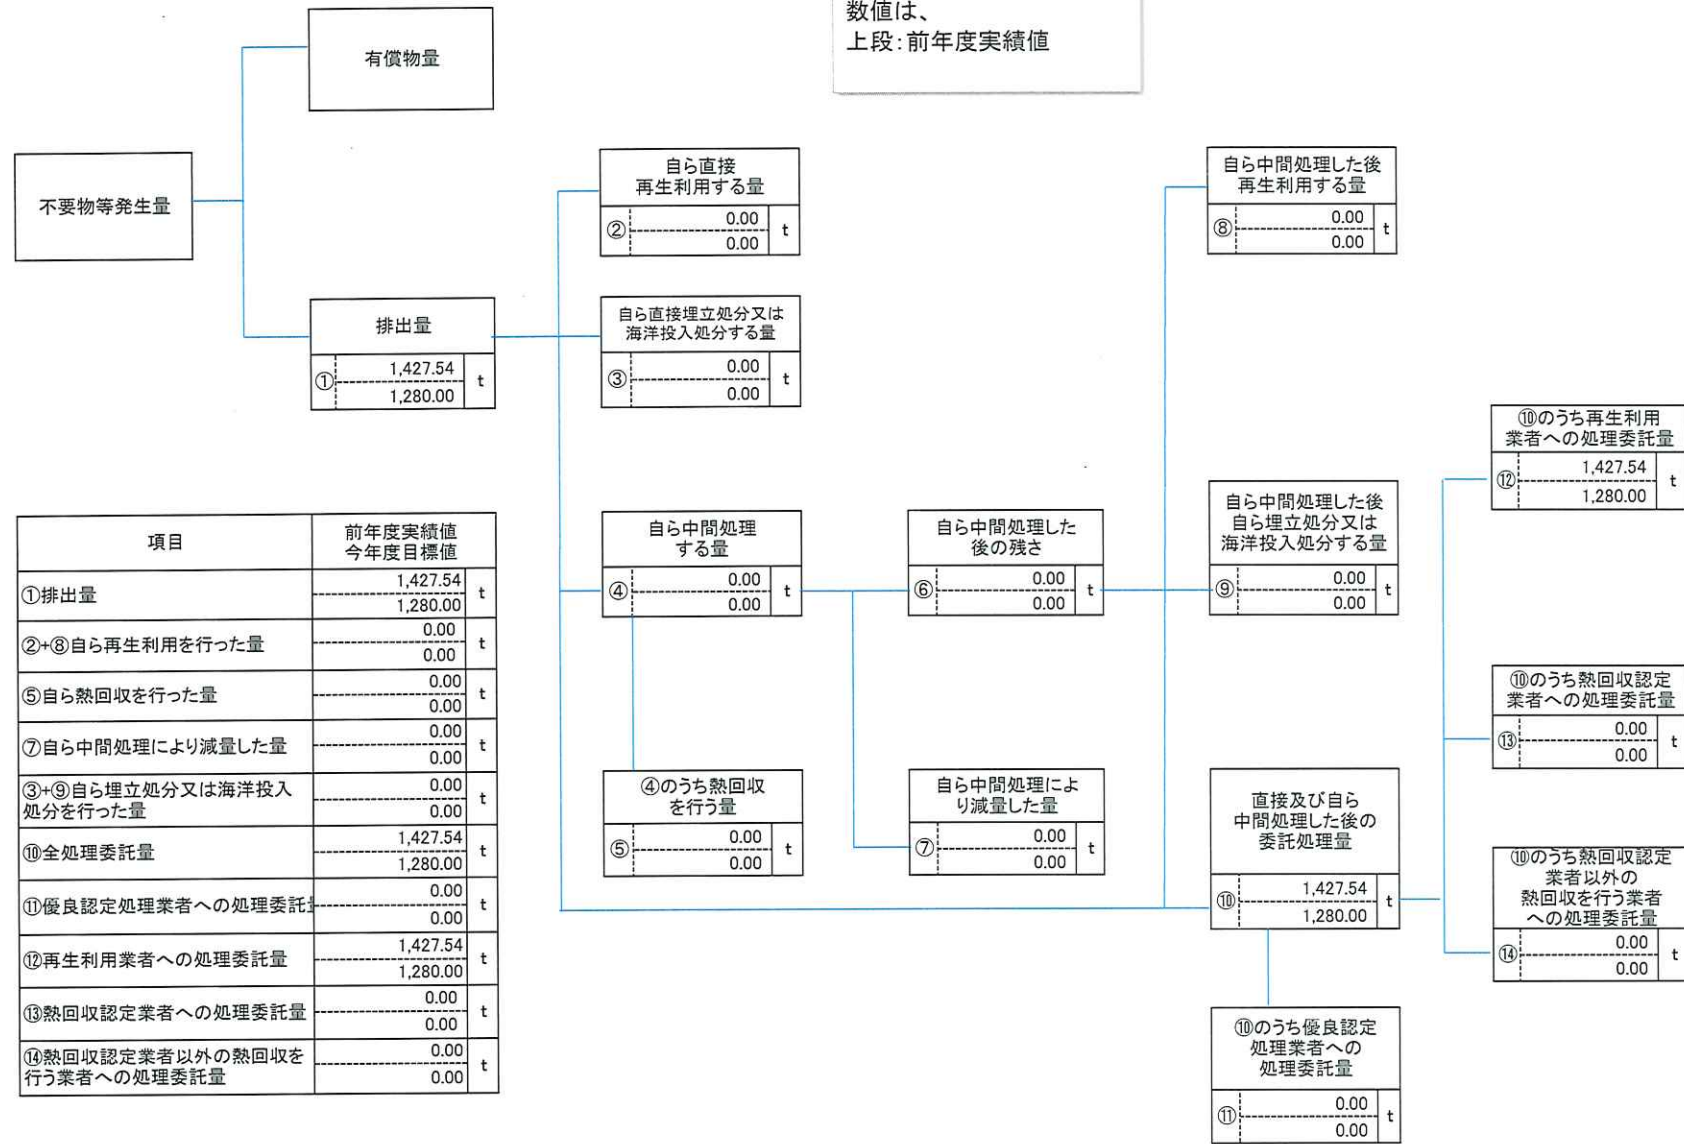 数値は、
上段：前年度実績値
有償物量
不要物等発生量
排出量
① 1,427.54 t
1,280.00
自ら直接
再生利用する量
② 0.00 t
0.00
自ら直接埋立処分又は
海洋投入処分する量
③ 0.00 t
0.00
自ら中間処理
する量
④ 0.00 t
0.00
④のうち熱回収
を行う量
⑤ 0.00 t
0.00
自ら中間処理した
後の残さ
⑥ 0.00 t
0.00
自ら中間処理によ
り減量した量
⑦ 0.00 t
0.00
自ら中間処理した後
再生利用する量
⑧ 0.00 t
0.00
自ら中間処理した後
自ら埋立処分又は
海洋投入処分する量
⑨ 0.00 t
0.00
直接及び自ら
中間処理した後の
委託処理量
⑩ 1,427.54 t
1,280.00
⑩のうち優良認定
処理業者への
処理委託量
⑪ 0.00 t
0.00
⑩のうち再生利用
業者への処理委託量
⑫ 1,427.54 t
1,280.00
⑩のうち熱回収認定
業者への処理委託量
⑬ 0.00 t
0.00
⑩のうち熱回収認定
業者以外の
熱回収を行う業者
への処理委託量
⑭ 0.00 t
0.00
項目 前年度実績値
今年度目標値
①排出量 1,427.54 t
1,280.00
②+⑧自ら再生利用を行った量 0.00 t
0.00
⑤自ら熱回収を行った量 0.00 t
0.00
⑦自ら中間処理により減量した量 0.00 t
0.00
③+⑨自ら埋立処分又は海洋投入 0.00 t
処分を行った量 0.00
⑩全処理委託量 1,427.54 t
1,280.00
⑪優良認定処理業者への処理委託 0.00 t
0.00
⑫再生利用業者への処理委託量 1,427.54 t
1,280.00
⑬熱回収認定業者への処理委託量 0.00 t
0.00
⑭熱回収認定業者以外の熱回収を 0.00 t
行う業者への処理委託量 0.00